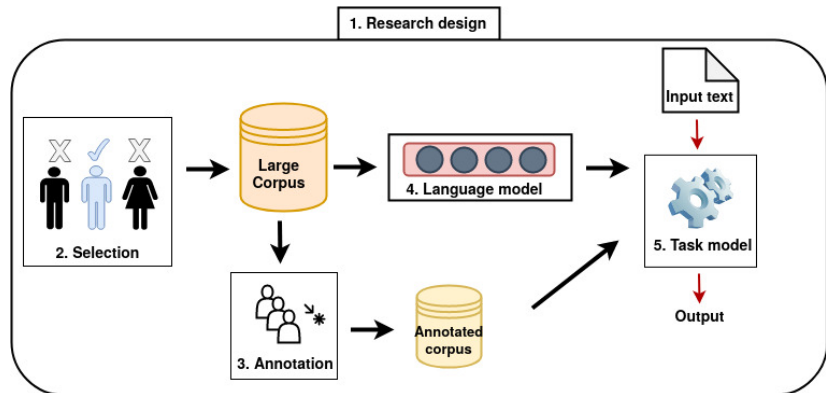 1. Research design
Input text
Large
Corpus
4. Language model
2. Selection
5. Task model
3. Annotation
Annotated
corpus
Output